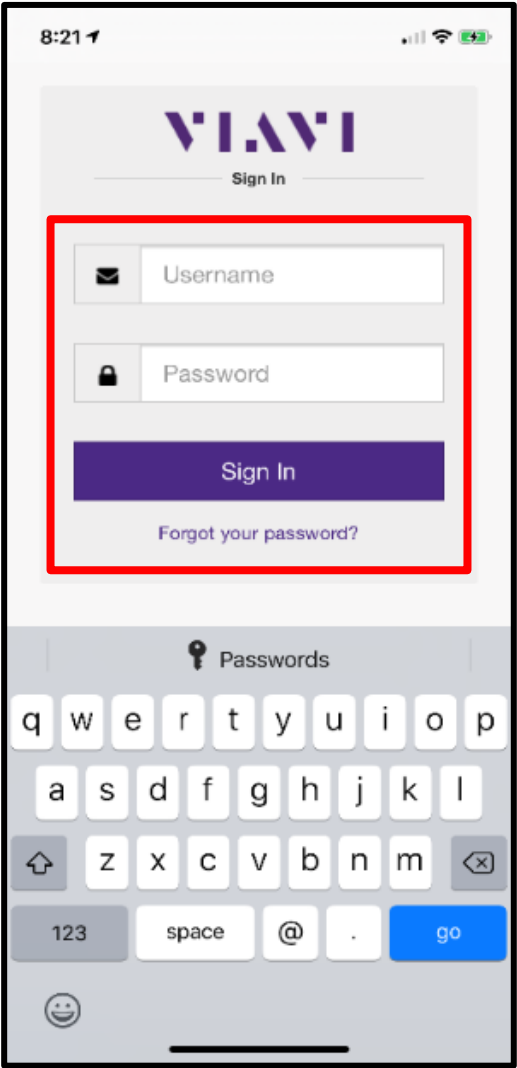 8:21
VIAVI
Sign In
Username
Password
Sign In
Forgot your password?
Passwords
q w e r t y u i o p
a s d f g h j k l
z x c v b n m
123 space @ . go